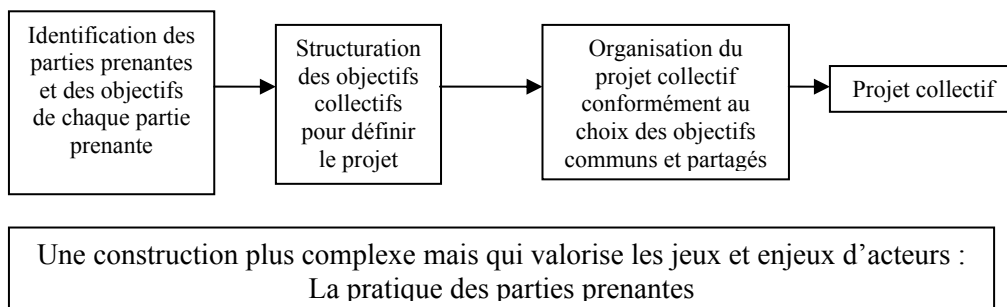 Identification des
parties prenantes
et des objectifs
de chaque partie
prenante
Structuration
des objectifs
collectifs
pour définir
le projet
Organisation du
projet collectif
conformément au
choix des objectifs
communs et partagés
Projet collectif
Une construction plus complexe mais qui valorise les jeux et enjeux d’acteurs :
La pratique des parties prenantes